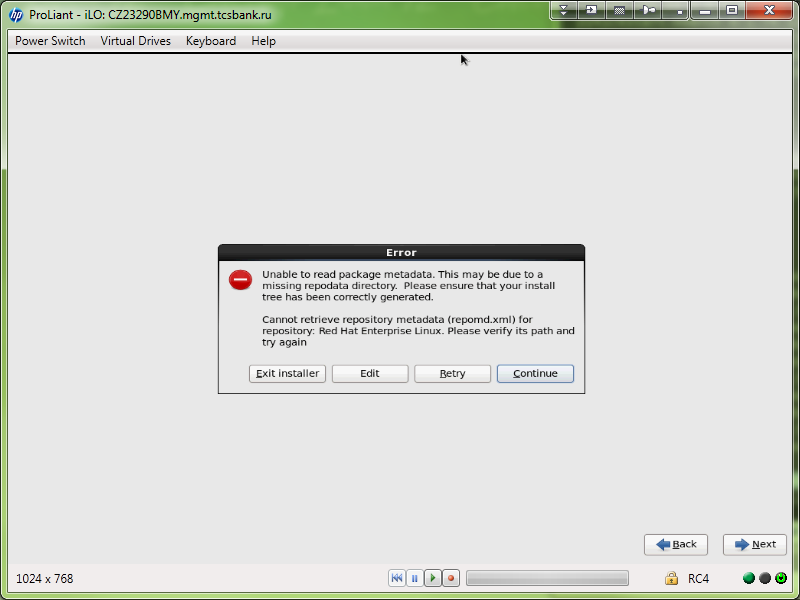 hp ProLiant - iLO: CZ23290BMY.mgmt.tcsbank.ru
Power Switch Virtual Drives Keyboard Help
Error
Unable to read package metadata. This may be due to a
missing repodata directory.  Please ensure that your install
tree has been correctly generated.
Cannot retrieve repository metadata (repomd.xml) for
repository: Red Hat Enterprise Linux. Please verify its path and
try again
Exit installer Edit Retry Continue
Back Next
1024 x 768 RC4